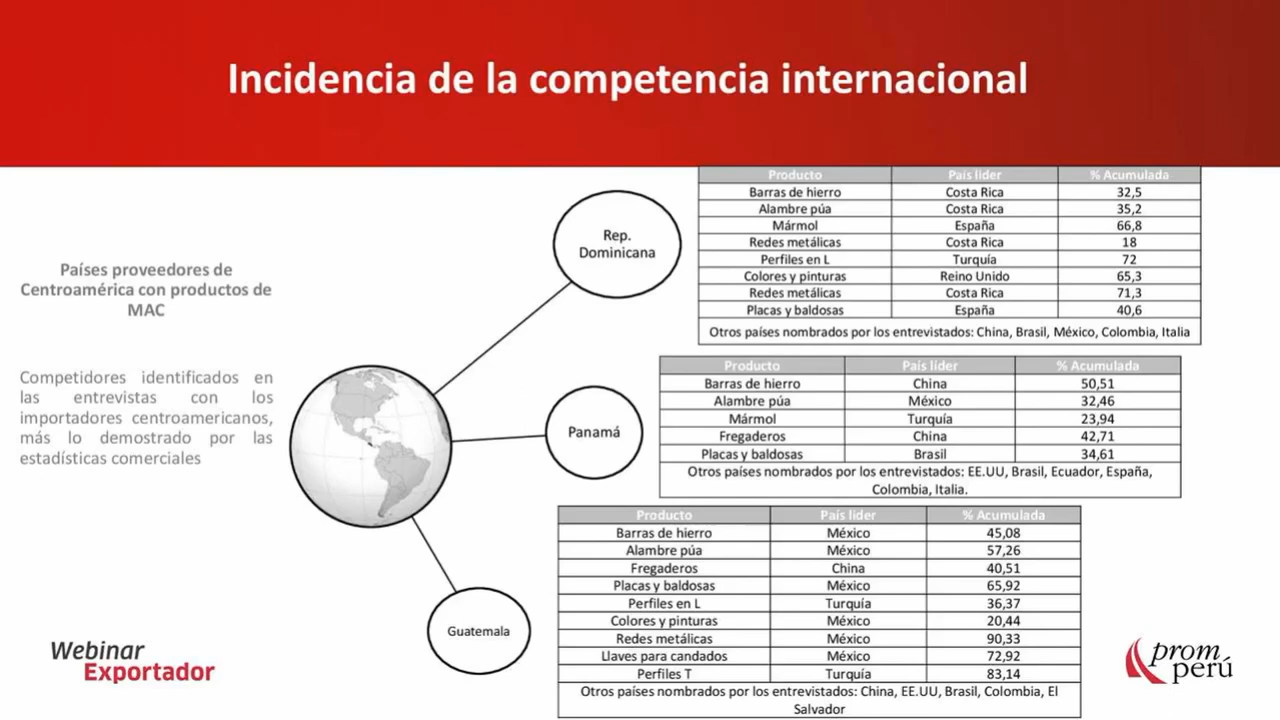 Incidencia de la competencia internacional
Países proveedores de
Centroamérica con productos de
MAC
Competidores identificados en
las entrevistas con los
importadores centroamericanos,
más lo demostrado por las
estadísticas comerciales
Rep.
Dominicana
Producto País líder % Acumulada
Barras de hierro Costa Rica 32,5
Alambre púa Costa Rica 35,2
Mármol España 66,8
Redes metálicas Costa Rica 18
Perfiles en L Turquía 72
Colores y pinturas Reino Unido 65,3
Redes metálicas Costa Rica 71,3
Placas y baldosas España 40,6
Otros países nombrados por los entrevistados: China, Brasil, México, Colombia, Italia
Panamá
Producto País líder % Acumulada
Barras de hierro China 50,51
Alambre púa México 32,46
Mármol Turquía 23,94
Fregaderos China 42,71
Placas y baldosas Brasil 34,61
Otros países nombrados por los entrevistados: EE.UU, Brasil, Ecuador, España,
Colombia, Italia.
Guatemala
Producto País líder % Acumulada
Barras de hierro México 45,08
Alambre púa México 57,26
Fregaderos China 40,51
Placas y baldosas México 65,92
Perfiles en L Turquía 36,37
Colores y pinturas México 20,44
Redes metálicas México 90,33
Llaves para candados México 72,92
Perfiles T Turquía 83,14
Otros países nombrados por los entrevistados: China, EE.UU, Brasil, Colombia, El
Salvador
Webinar
Exportador
prom
perú